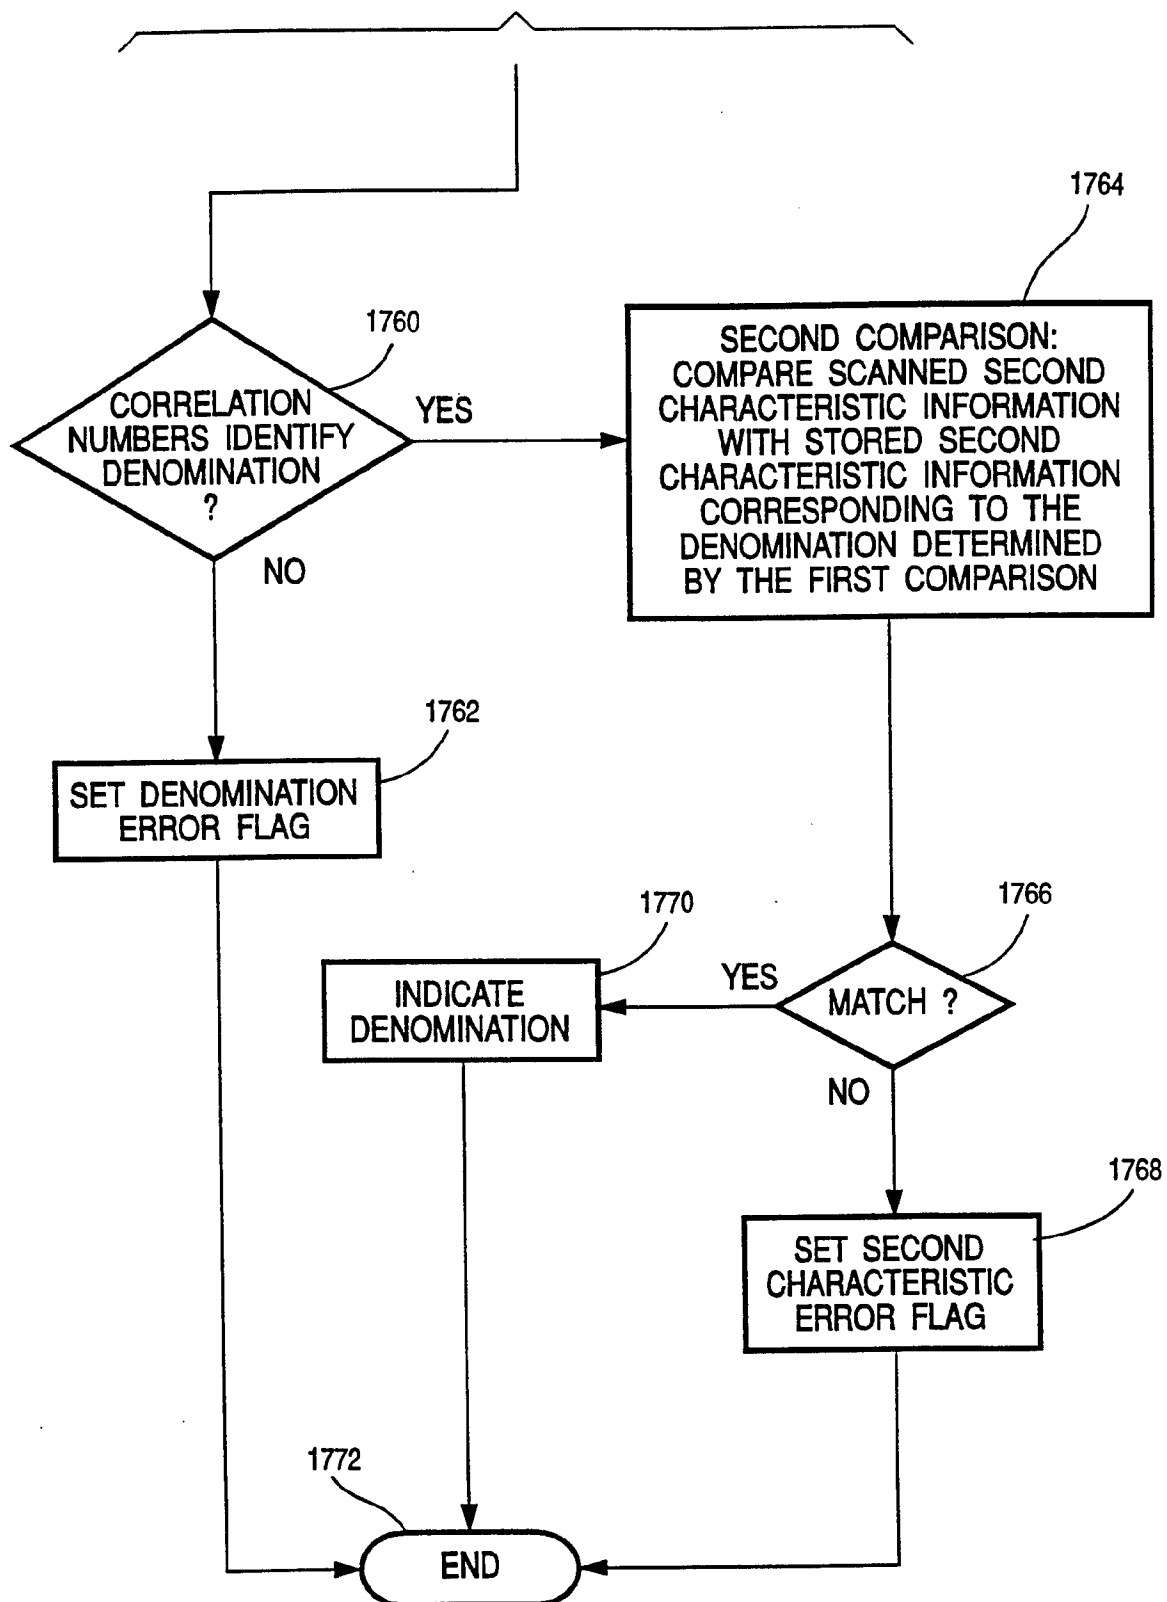 1764
1760
CORRELATION
NUMBERS IDENTIFY
DENOMINATION
?
YES
NO
SECOND COMPARISON:
COMPARE SCANNED SECOND
CHARACTERISTIC INFORMATION
WITH STORED SECOND
CHARACTERISTIC INFORMATION
CORRESPONDING TO THE
DENOMINATION DETERMINED
BY THE FIRST COMPARISON
1762
SET DENOMINATION
ERROR FLAG
1770
INDICATE
DENOMINATION
YES
1766
MATCH ?
NO
1768
SET SECOND
CHARACTERISTIC
ERROR FLAG
1772
END